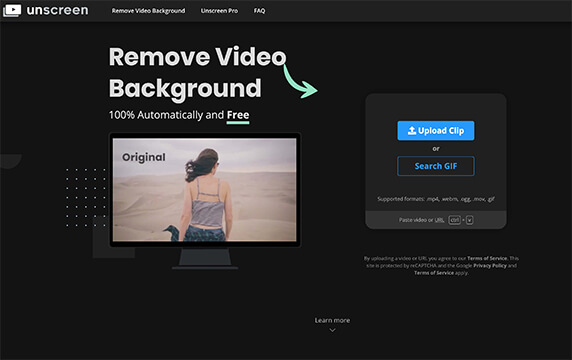 unscreen
Remove Video Background
Unscreen Pro
FAQ
Remove Video
Background
100% Automatically and Free
Original
Upload Clip
or
Search GIF
Supported formats: .mp4, .webm, .ogg, .mov, .gif
Paste video or URL ctrl + v
By uploading a video or URL you agree to our Terms of Service. This
site is protected by reCAPTCHA and the Google Privacy Policy and
Terms of Service apply.
Learn more